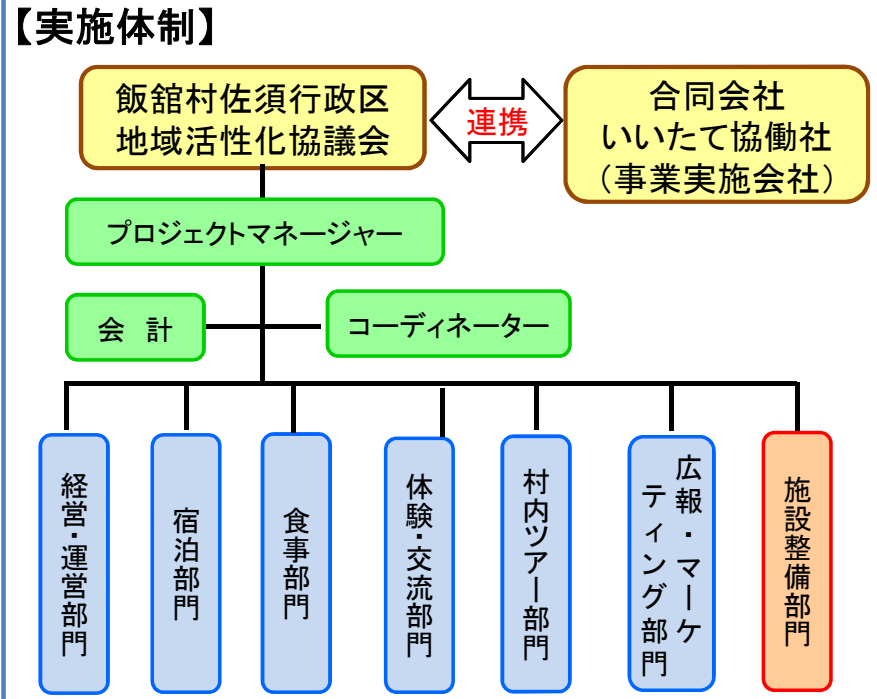 【実施体制】
飯舘村佐須行政区
地域活性化協議会
連携
合同会社
いいたて協働社
（事業実施会社）
プロジェクトマネージャー
会　計
コーディネーター
経営・運営部門
宿泊部門
食事部門
体験・交流部門
村内ツアー部門
広報・マーケ
ティング部門
施設整備部門